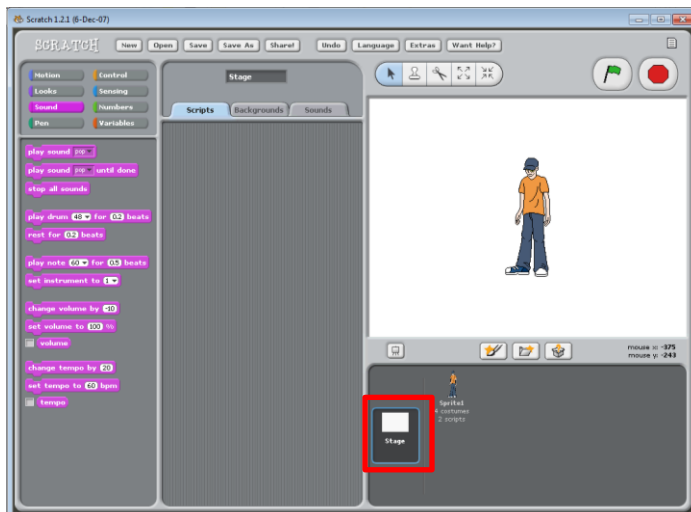 Scratch 1.2.1 (6-Dec-07)
SCRATCH New Open Save Save As Share! Undo Language Extras Want Help?
Motion Control
Looks Sensing
Sound Numbers
Pen Variables
Stage
Scripts Backgrounds Sounds
play sound pop
play sound pop until done
stop all sounds
play drum 48 for 0.2 beats
rest for 0.2 beats
play note 60 for 0.5 beats
set instrument to 1
change volume by -10
set volume to 100 %
volume
change tempo by 20
set tempo to 60 bpm
tempo
mouse x: -375
mouse y: -243
Stage
Sprite1
4 costumes
2 scripts